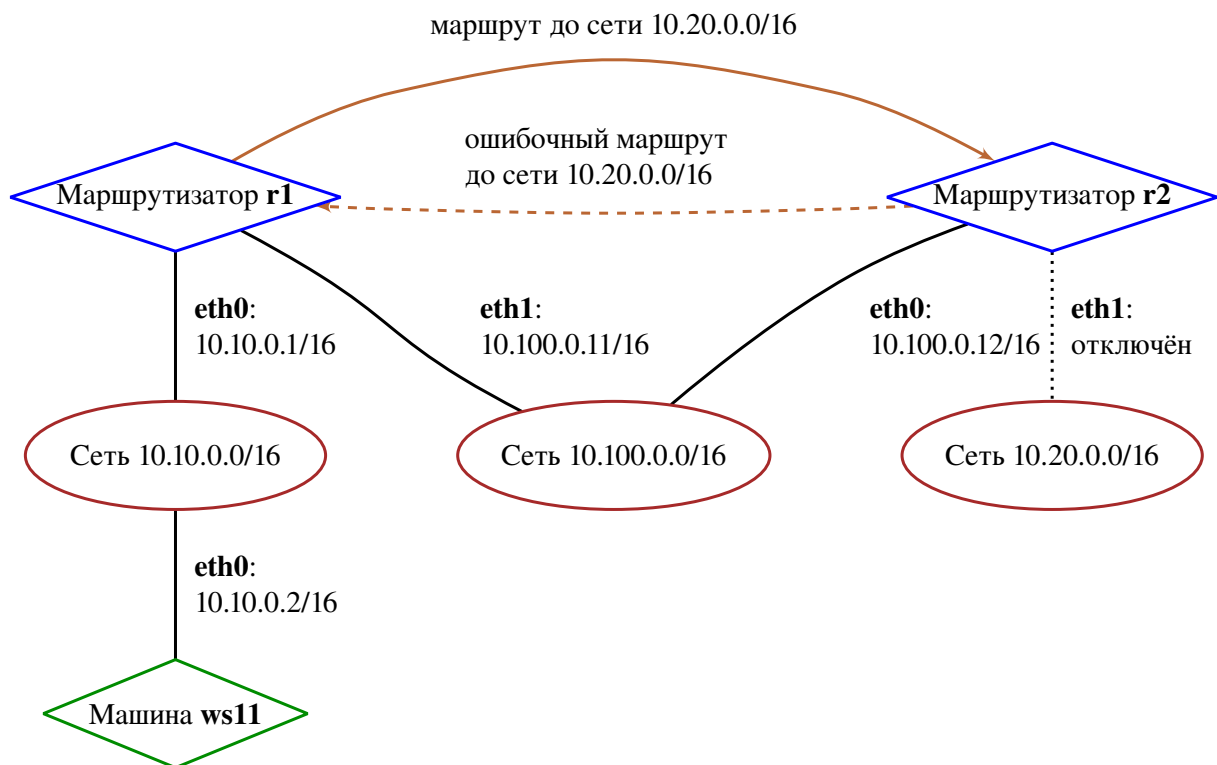 маршрут до сети 10.20.0.0/16
ошибочный маршрут
до сети 10.20.0.0/16
Маршрутизатор r1
Маршрутизатор r2
eth0:
10.10.0.1/16
eth1:
10.100.0.11/16
eth0:
10.100.0.12/16
eth1:
отключён
Сеть 10.10.0.0/16
Сеть 10.100.0.0/16
Сеть 10.20.0.0/16
eth0:
10.10.0.2/16
Машина ws11